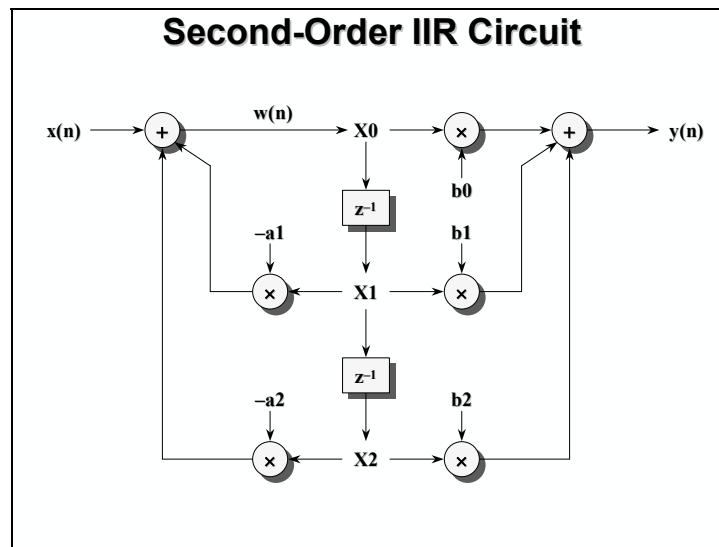 Second-Order IIR Circuit
x(n) + w(n) X0 × + y(n)
b0
z⁻¹
–a1 b1
× X1 ×
z⁻¹
–a2 b2
× X2 ×